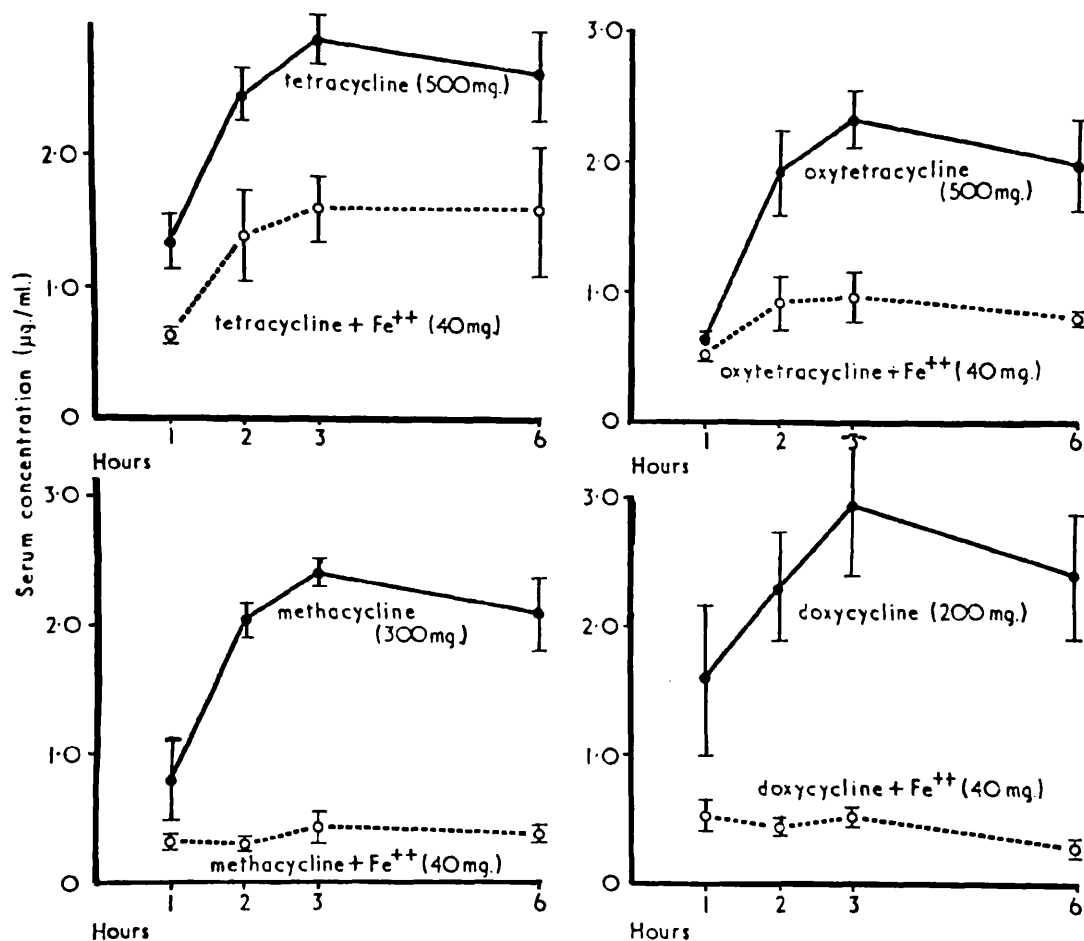 Serum concentration (µg./ml.)
2·0
1·0
0
tetracycline (500mg.)
tetracycline + Fe++ (40mg.)
1 2 3 6
Hours
3·0
2·0
1·0
0
oxytetracycline
(500mg.)
oxytetracycline + Fe++ (40mg.)
1 2 3 6
Hours
3·0
2·0
1·0
0
methacycline
(300mg.)
methacycline + Fe++ (40mg.)
1 2 3 6
Hours
3·0
2·0
1·0
0
doxycycline (200mg.)
doxycycline + Fe++ (40mg.)
1 2 3 6
Hours